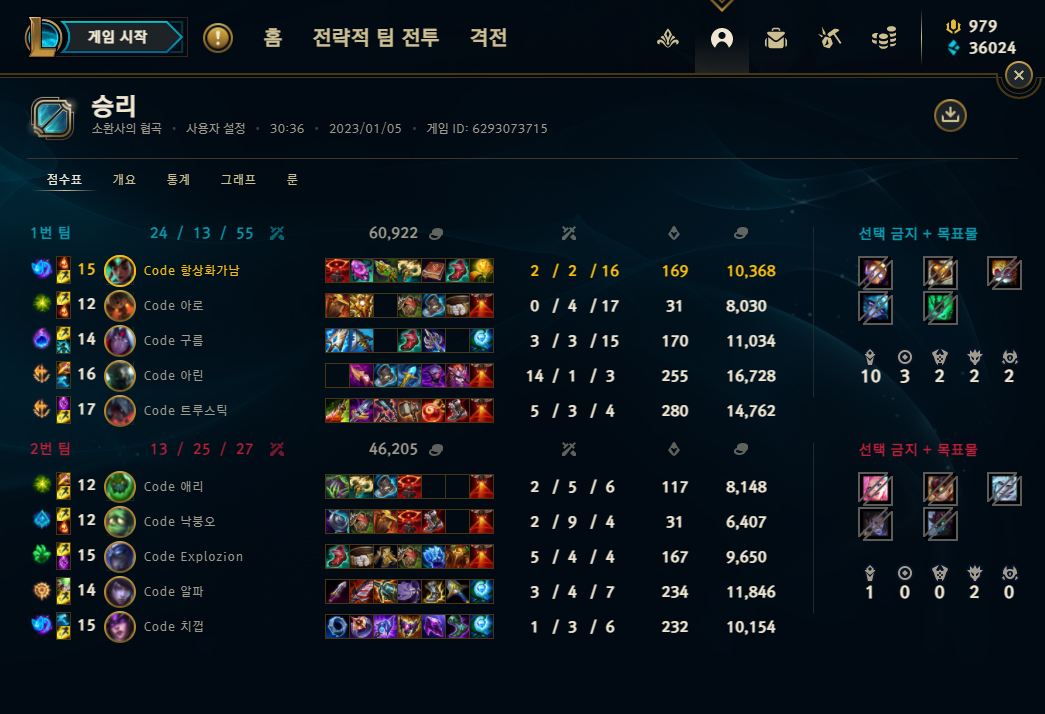 게임 시작 홈 전략적 팀 전투 격전 979
36024
승리
소환사의 협곡 • 사용자 설정 • 30:36 • 2023/01/05 • 게임 ID: 6293073715
점수표 개요 통계 그래프 룬
1번 팀 24 / 13 / 55 60,922 선택 금지 + 목표물
15 Code 항상화가남 2 / 2 / 16 169 10,368
12 Code 아로 0 / 4 / 17 31 8,030
14 Code 구름 3 / 3 / 15 170 11,034
16 Code 아린 14 / 1 / 3 255 16,728 10 3 2 2 2
17 Code 트루스틱 5 / 3 / 4 280 14,762
2번 팀 13 / 25 / 27 46,205 선택 금지 + 목표물
12 Code 애리 2 / 5 / 6 117 8,148
12 Code 낙붕오 2 / 9 / 4 31 6,407
15 Code Explozion 5 / 4 / 4 167 9,650
14 Code 알파 3 / 4 / 7 234 11,846 1 0 0 2 0
15 Code 치껍 1 / 3 / 6 232 10,154